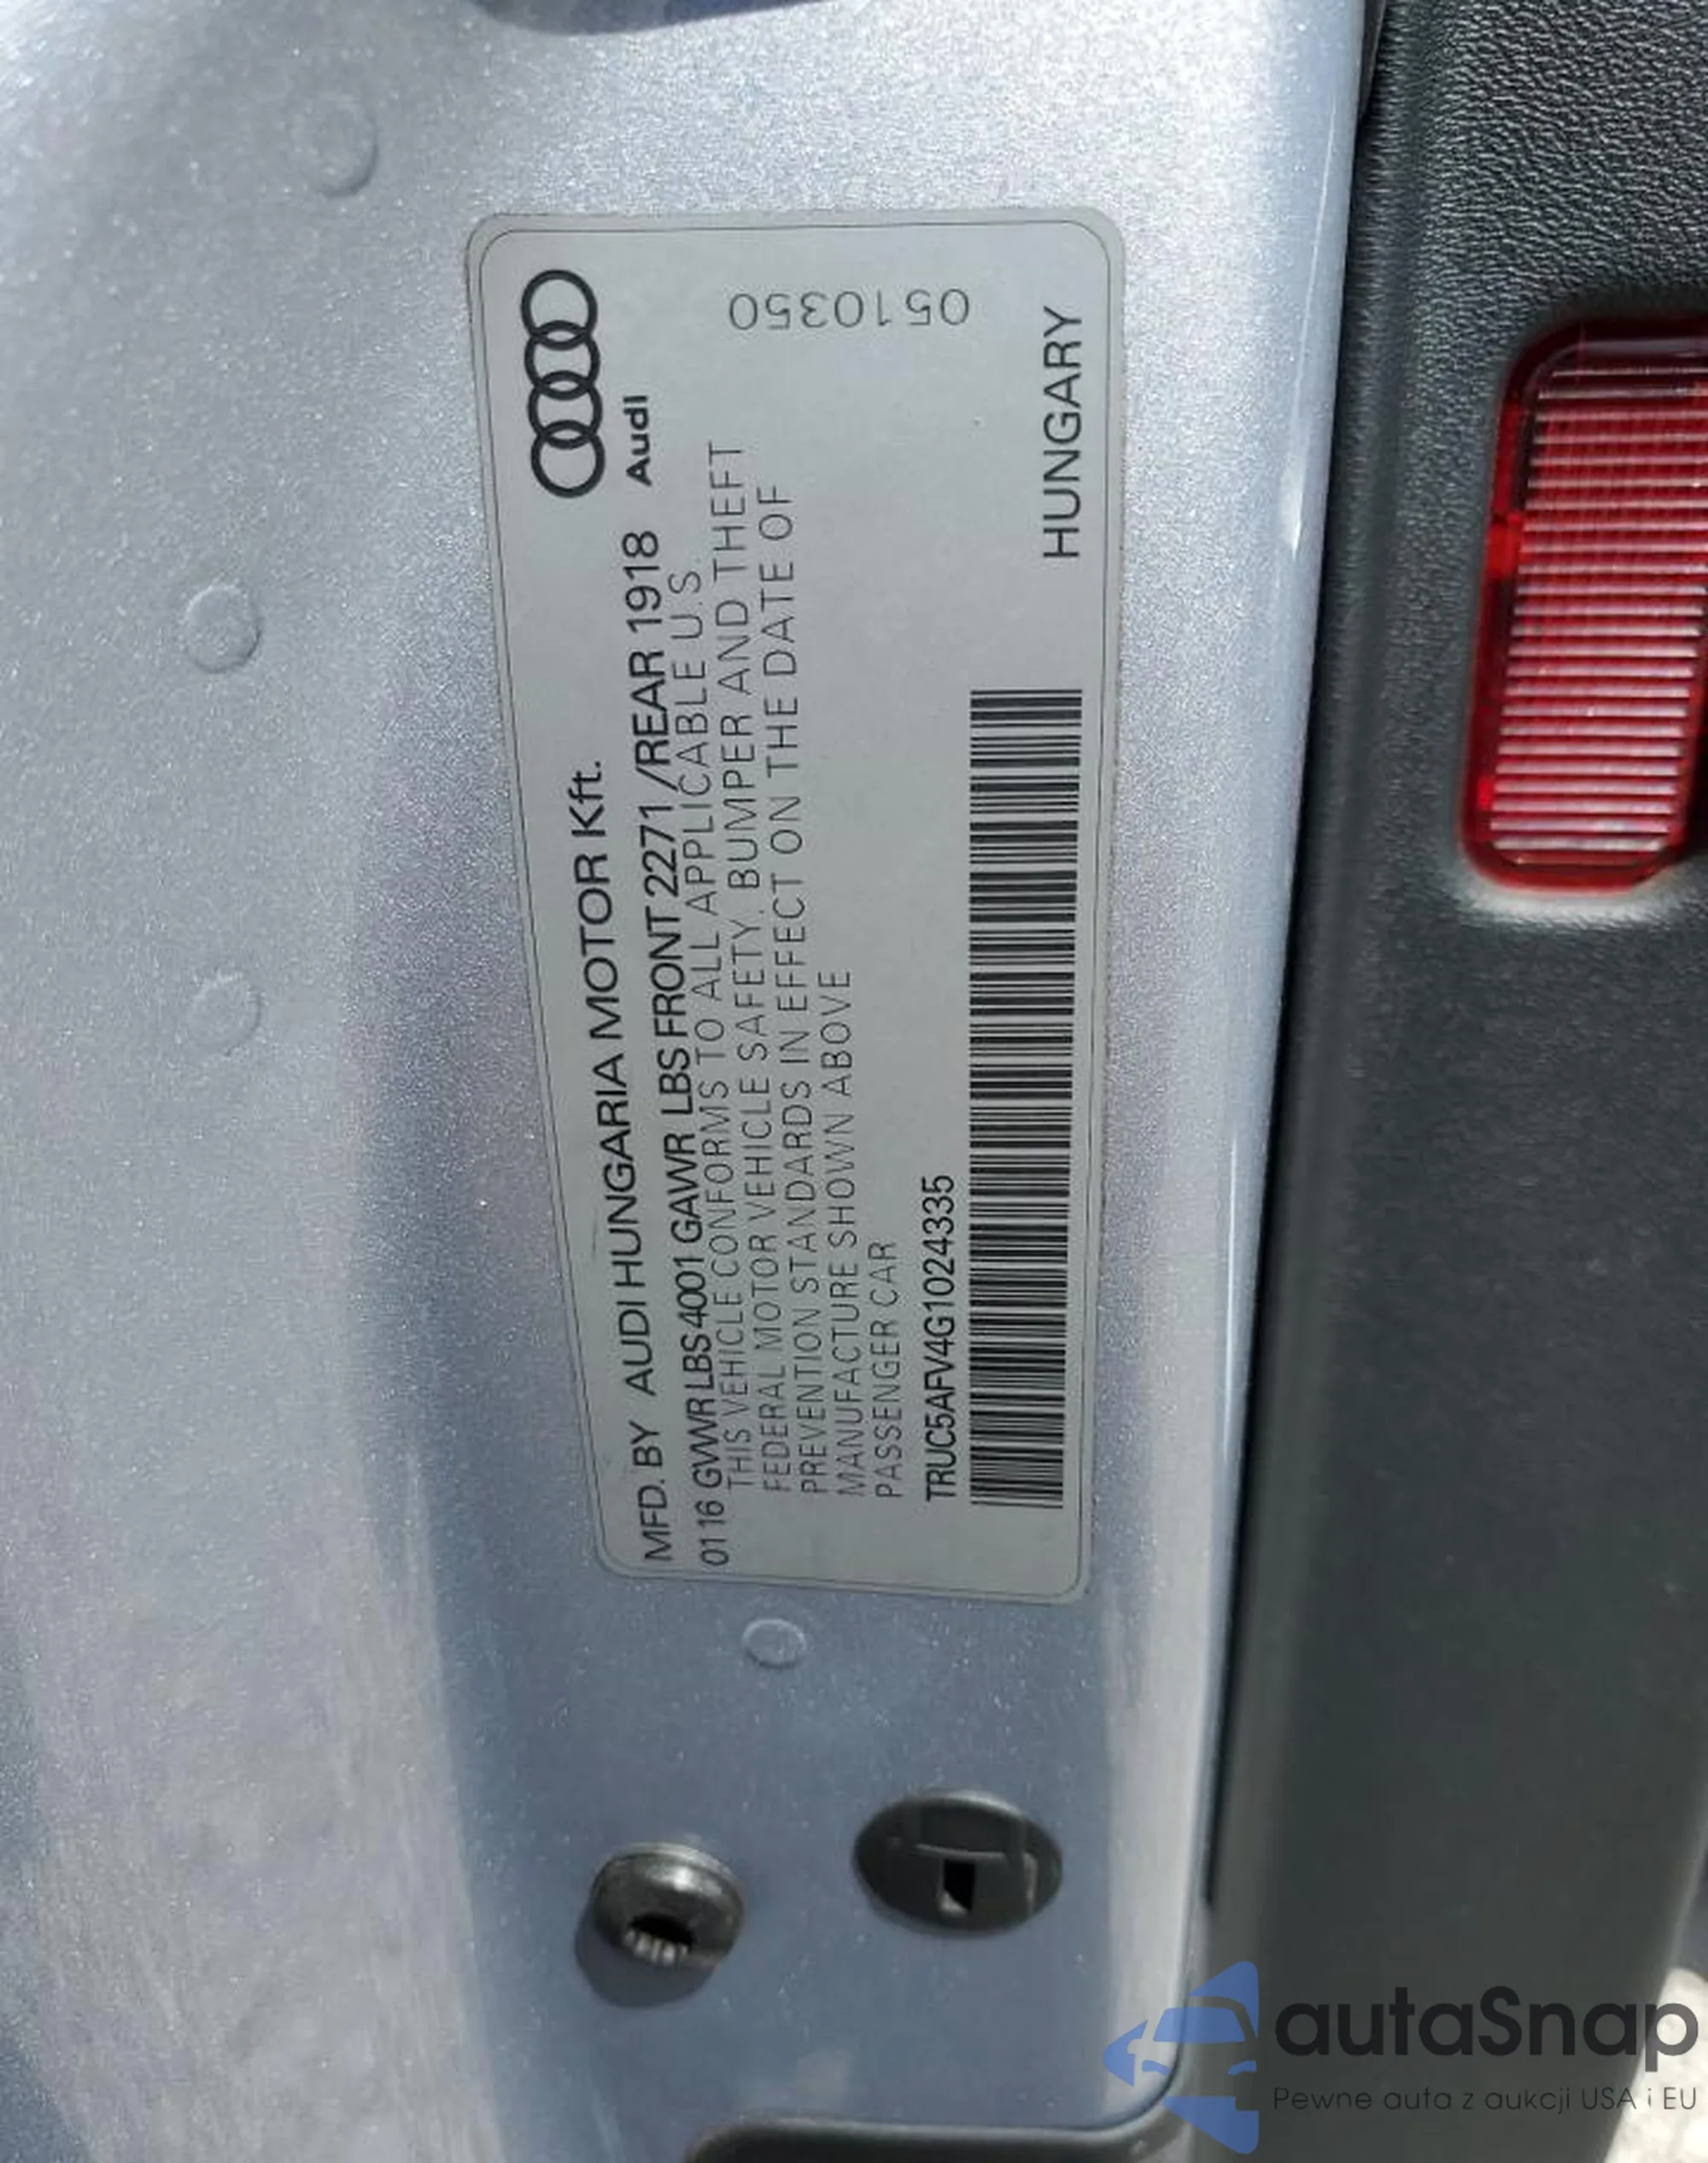 MFD. BY AUDI HUNGARIA MOTOR Kft.
01 16 GVWR LBS 4001 GAWR LBS FRONT 2271 /REAR 1918
THIS VEHICLE CONFORMS TO ALL APPLICABLE U.S
FEDERAL MOTOR VEHICLE SAFETY, BUMPER AND THEFT
PREVENTION STANDARDS IN EFFECT ON THE DATE OF
MANUFACTURE SHOWN ABOVE
PASSENGER CAR
TRUC5AFV4G1024335
Audi
0510350
HUNGARY
autaSnap
Pewne auta z aukcji USA i EU